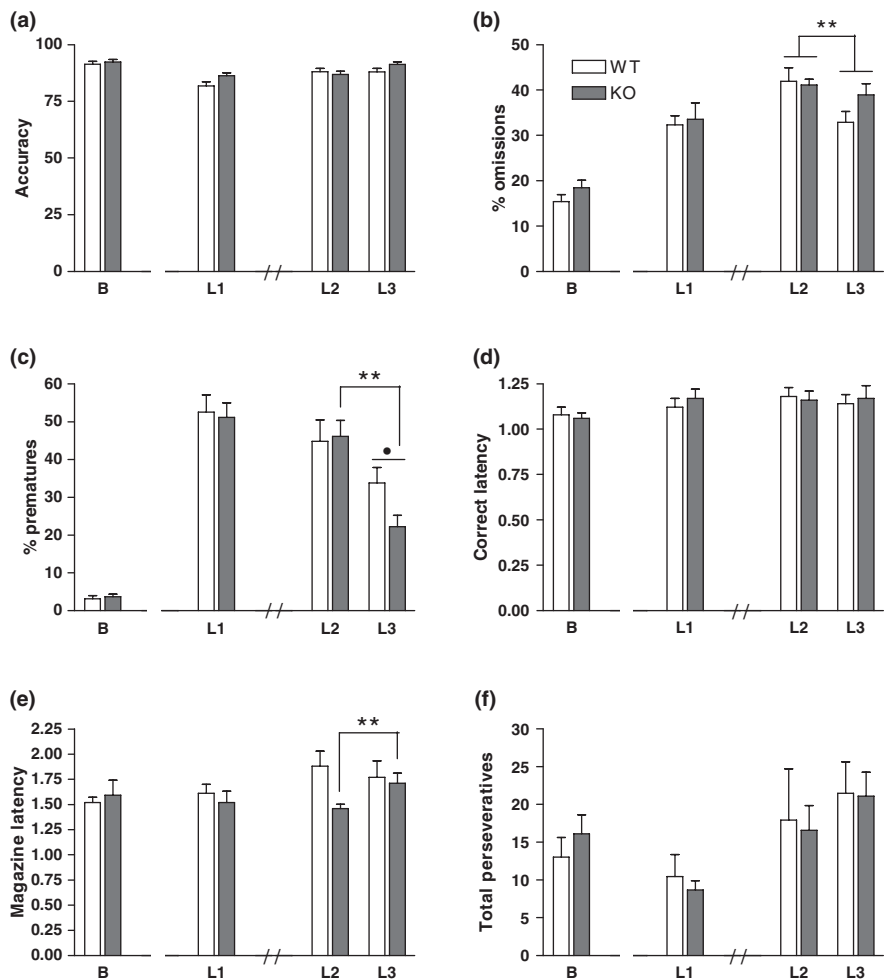 (a)
100
75
50
25
0
Accuracy
B L1 L2 L3
(b)
50
40
30
20
10
0
% omissions
WT
KO
**
B L1 L2 L3
(c)
60
50
40
30
20
10
0
% prematures
**
•
B L1 L2 L3
(d)
1.25
1.00
0.75
0.50
0.25
0.00
Correct latency
B L1 L2 L3
(e)
2.25
2.00
1.75
1.50
1.25
1.00
0.75
0.50
0.25
0.00
Magazine latency
**
B L1 L2 L3
(f)
30
25
20
15
10
5
0
Total perseveratives
B L1 L2 L3